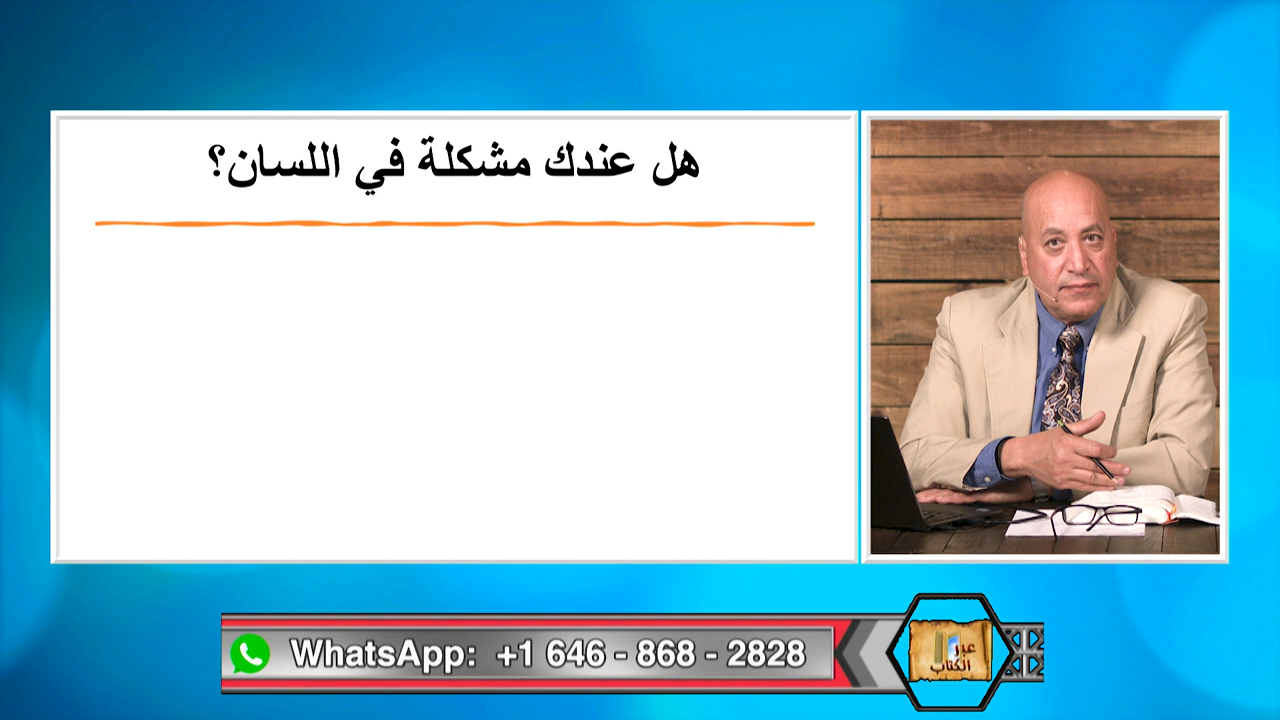 هل عندك مشكلة في اللسان؟
WhatsApp: +1 646 - 868 - 2828
عبر
الكتاب